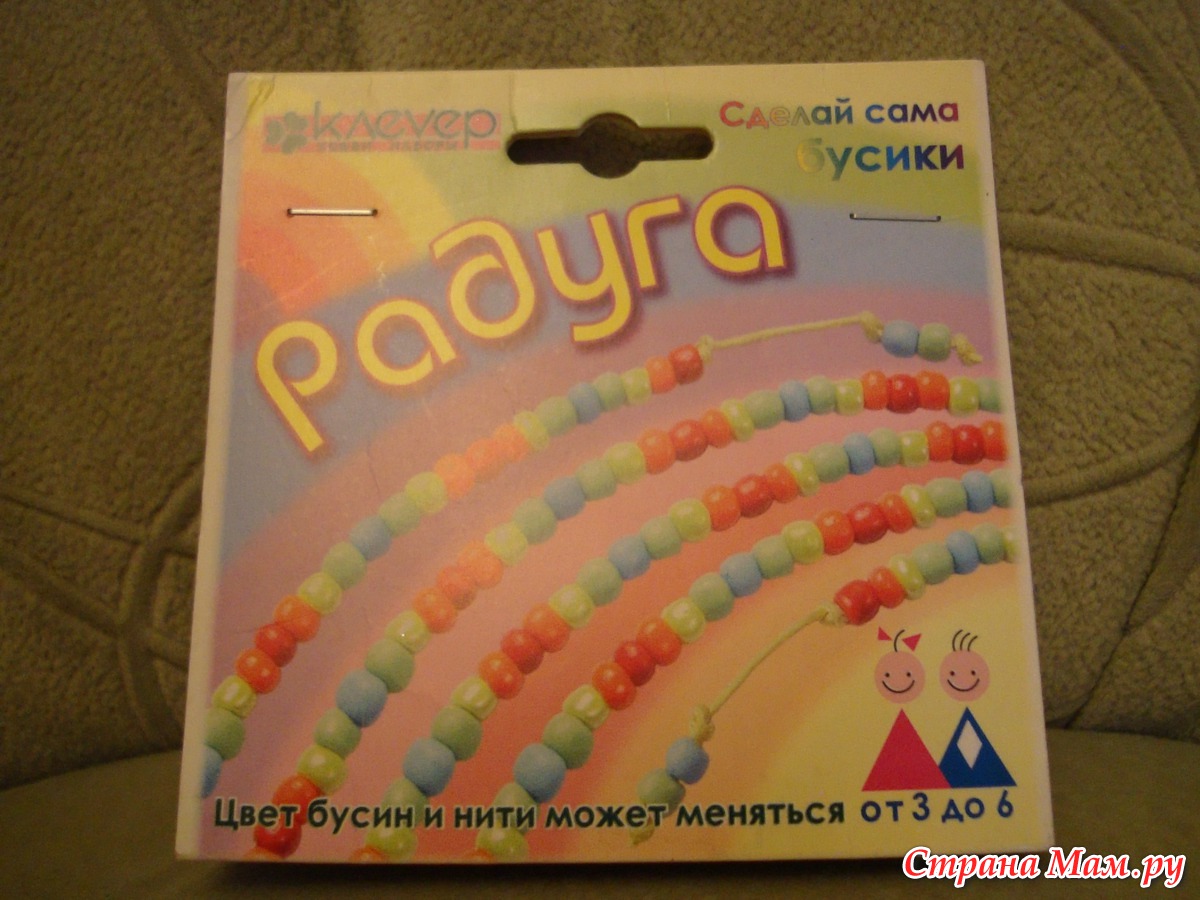 клевер
Сделай сама
бусики
радуга
Цвет бусин и нити может меняться
от 3 до 6
Страна Мам.ру